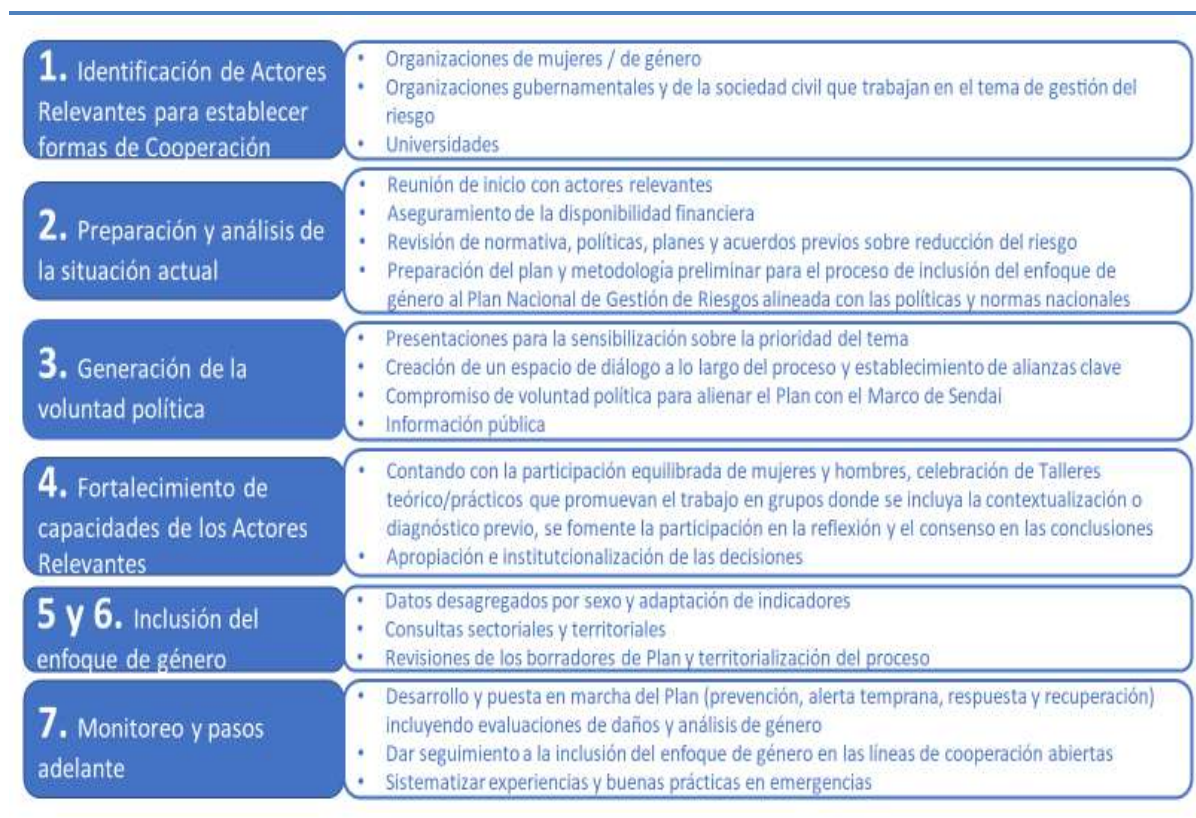 1. Identificación de Actores
Relevantes para establecer
formas de Cooperación
• Organizaciones de mujeres / de género
• Organizaciones gubernamentales y de la sociedad civil que trabajan en el tema de gestión del
riesgo
• Universidades
2. Preparación y análisis de
la situación actual
• Reunión de inicio con actores relevantes
• Aseguramiento de la disponibilidad financiera
• Revisión de normativa, políticas, planes y acuerdos previos sobre reducción del riesgo
• Preparación del plan y metodología preliminar para el proceso de inclusión del enfoque de
género al Plan Nacional de Gestión de Riesgos alineada con las políticas y normas nacionales
3. Generación de la
voluntad política
• Presentaciones para la sensibilización sobre la prioridad del tema
• Creación de un espacio de diálogo a lo largo del proceso y establecimiento de alianzas clave
• Compromiso de voluntad política para alienar el Plan con el Marco de Sendai
• Información pública
4. Fortalecimiento de
capacidades de los Actores
Relevantes
• Contando con la participación equilibrada de mujeres y hombres, celebración de Talleres
teórico/prácticos que promuevan el trabajo en grupos donde se incluya la contextualización o
diagnóstico previo, se fomente la participación en la reflexión y el consenso en las conclusiones
• Apropiación e institutcionalización de las decisiones
5 y 6. Inclusión del
enfoque de género
• Datos desagregados por sexo y adaptación de indicadores
• Consultas sectoriales y territoriales
• Revisiones de los borradores de Plan y territorialización del proceso
7. Monitoreo y pasos
adelante
• Desarrollo y puesta en marcha del Plan (prevención, alerta temprana, respuesta y recuperación)
incluyendo evaluaciones de daños y análisis de género
• Dar seguimiento a la inclusión del enfoque de género en las líneas de cooperación abiertas
• Sistematizar experiencias y buenas prácticas en emergencias